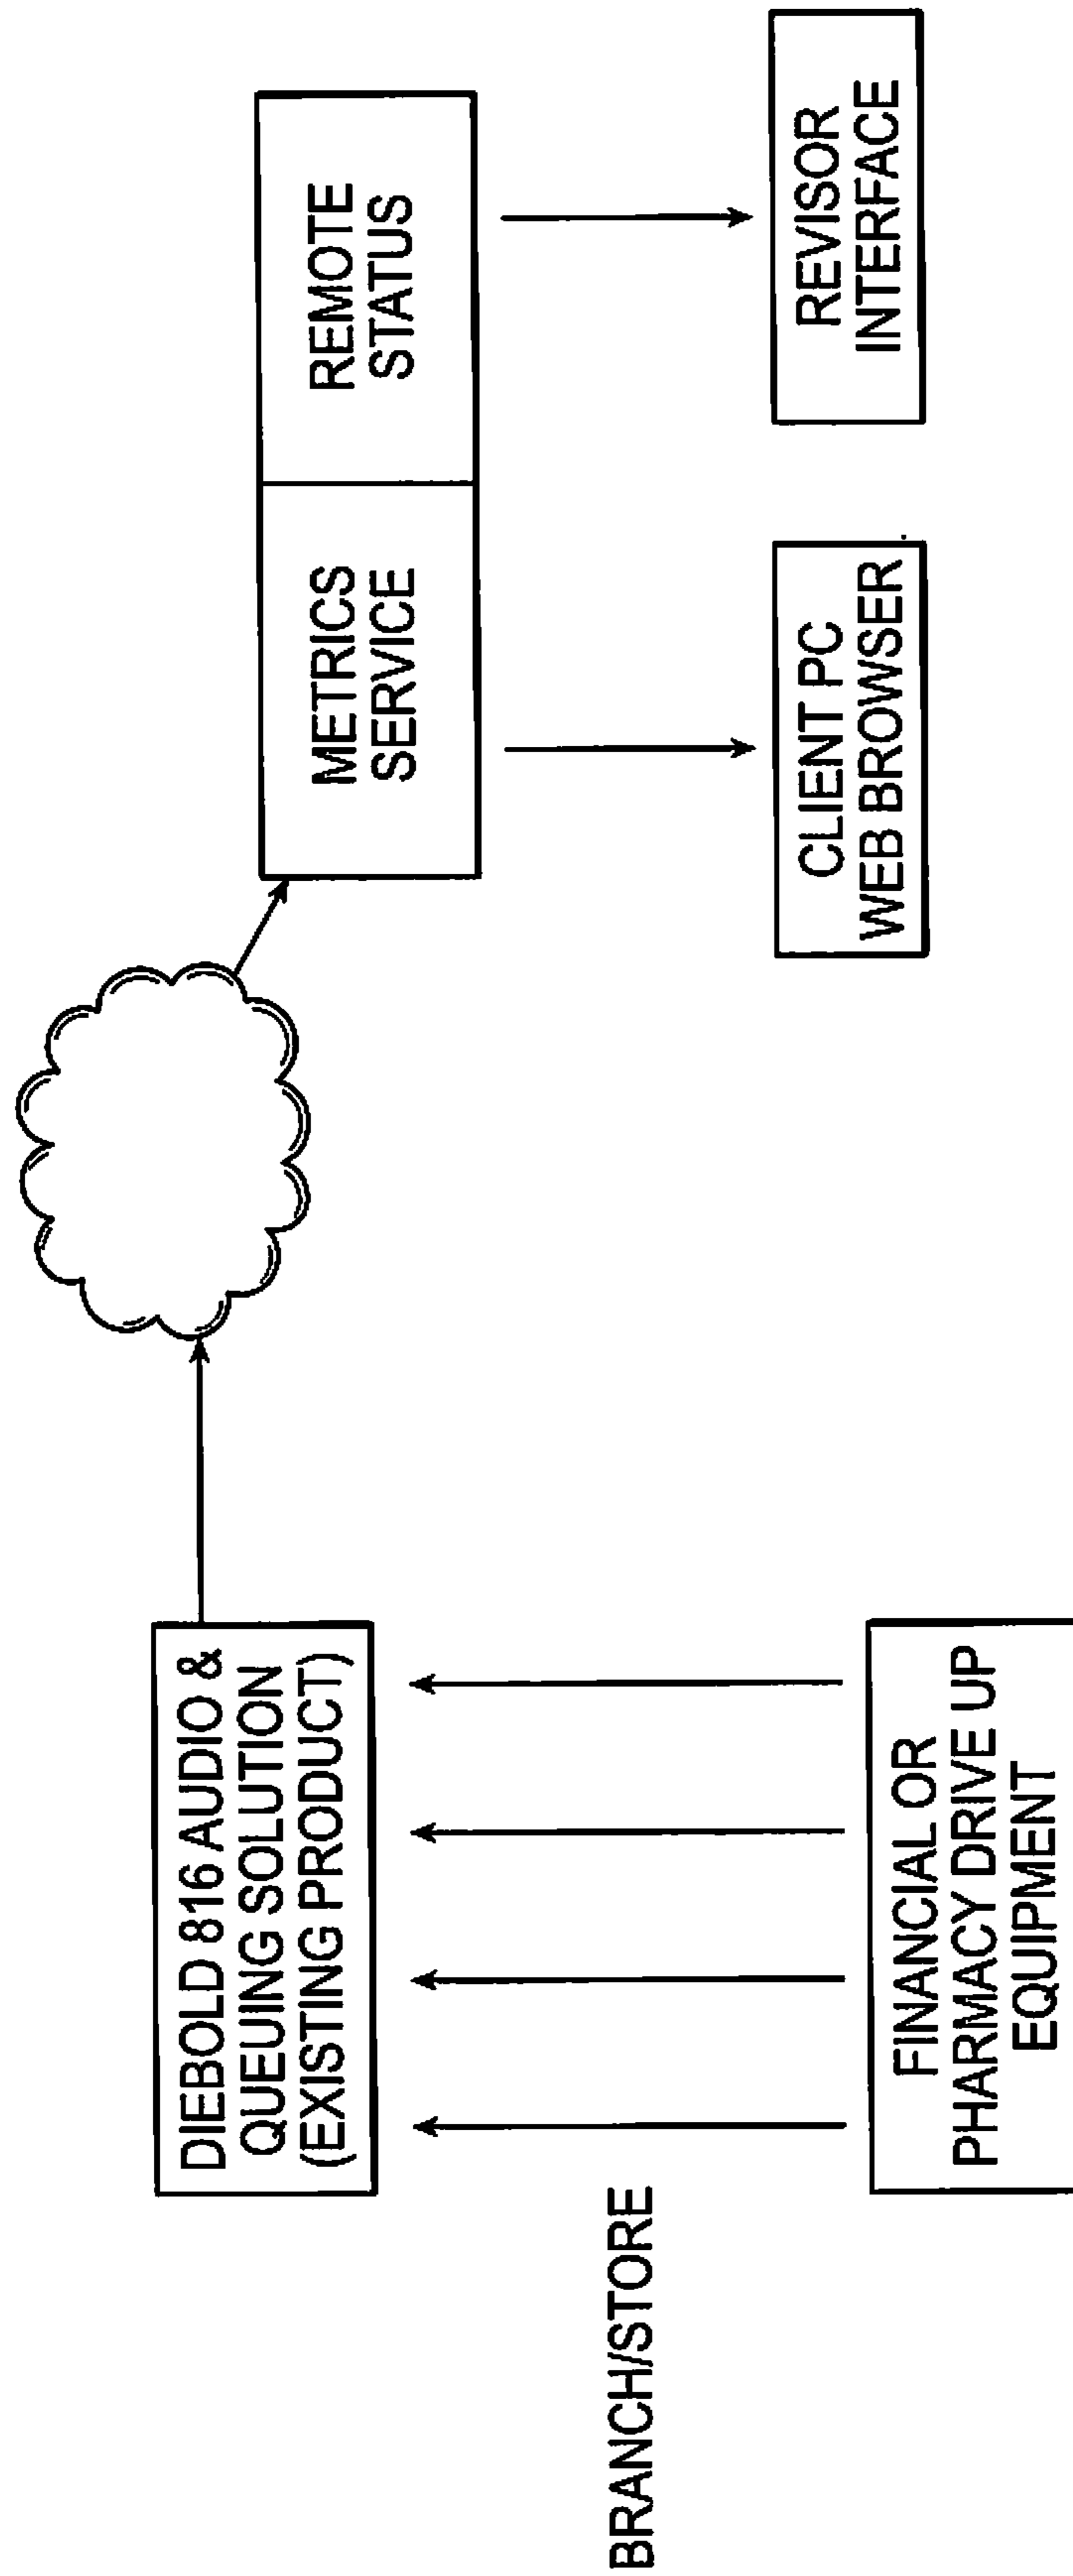 DIEBOLD 816 AUDIO &
QUEUING SOLUTION
(EXISTING PRODUCT)
BRANCH/STORE
FINANCIAL OR
PHARMACY DRIVE UP
EQUIPMENT
METRICS
SERVICE
REMOTE
STATUS
CLIENT PC
WEB BROWSER
REVISOR
INTERFACE